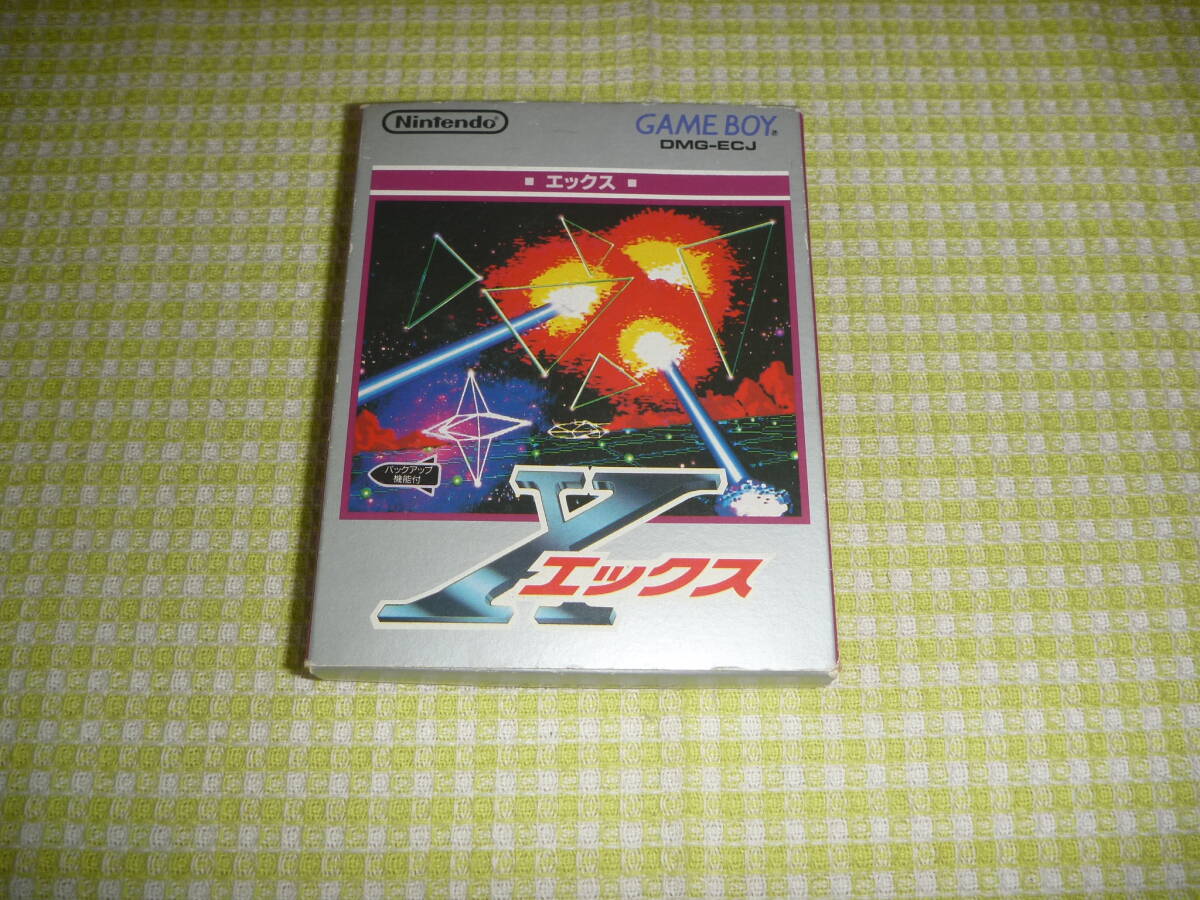 Nintendo®
GAME BOY®
DMG-ECJ
■ エックス ■
バックアップ
機能付
X
エックス